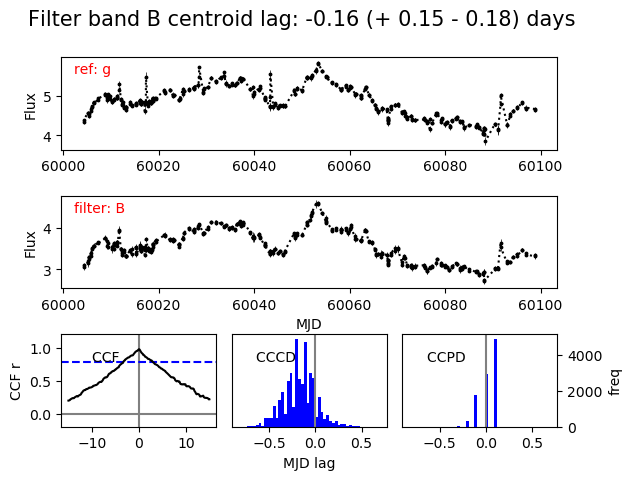 Filter band B centroid lag: -0.16 (+ 0.15 - 0.18) days
ref: g
Flux
5
4
60000 60020 60040 60060 60080 60100
filter: B
Flux
4
3
60000 60020 60040 60060 60080 60100
MJD
CCF
CCF r
1.0
0.5
0.0
−10 0 10
CCCD
−0.5 0.0 0.5
MJD lag
CCPD
−0.5 0.0 0.5
4000
2000
0
freq